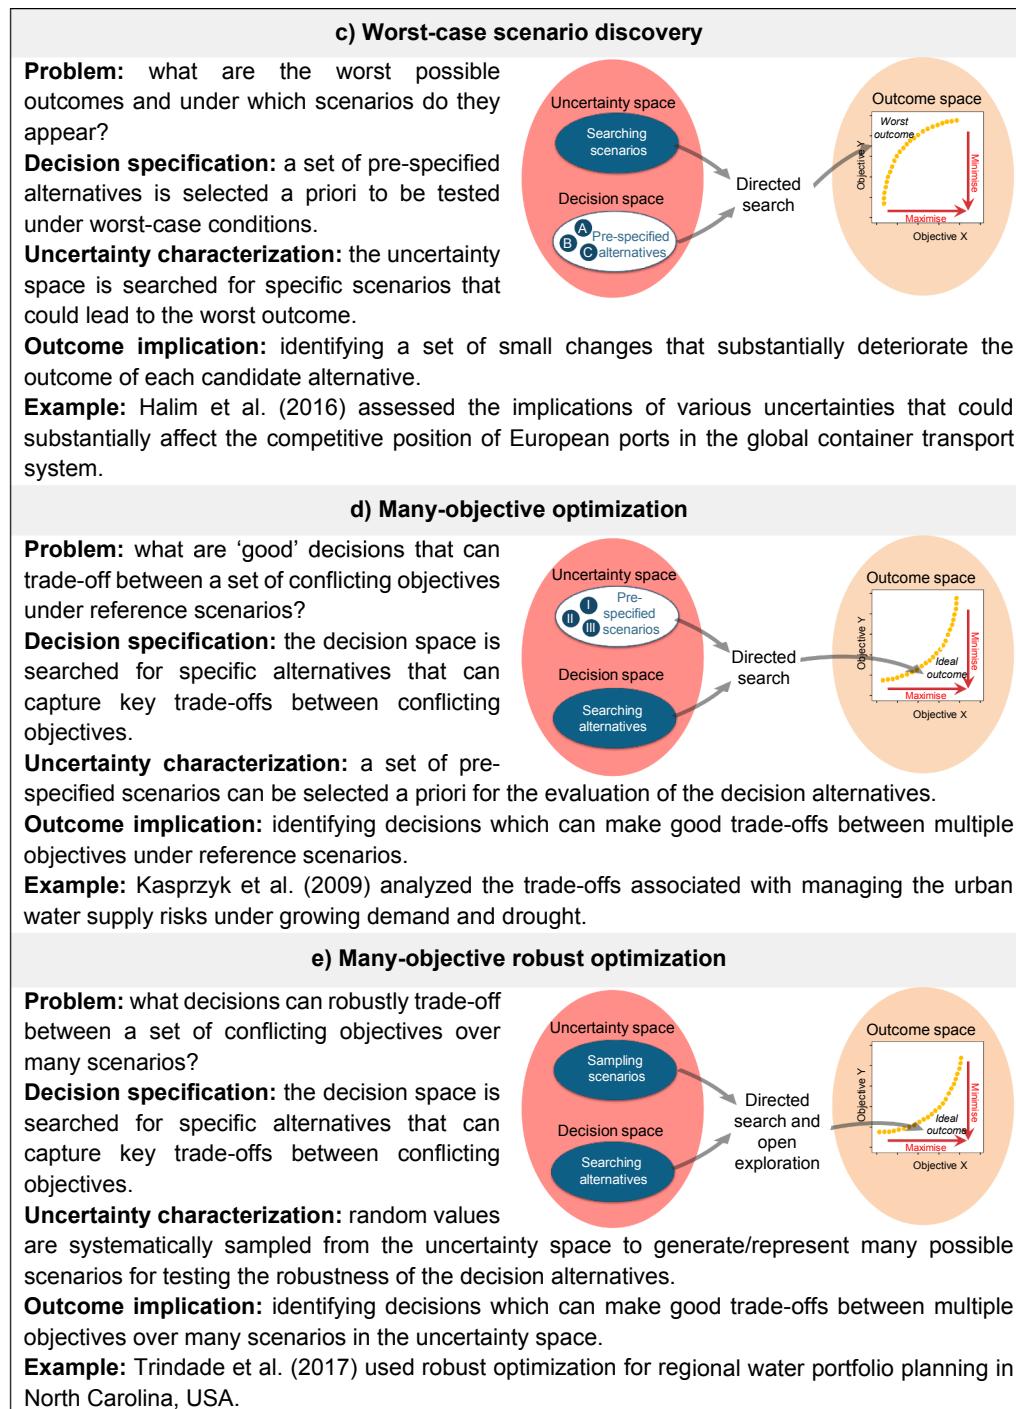 c) Worst-case scenario discovery
Problem: what are the worst possible
outcomes and under which scenarios do they
appear?
Decision specification: a set of pre-specified
alternatives is selected a priori to be tested
under worst-case conditions.
Uncertainty characterization: the uncertainty
space is searched for specific scenarios that
could lead to the worst outcome.
Uncertainty space
Searching
scenarios
Decision space
A
B
C
Pre-specified
alternatives
Directed
search
Outcome space
Worst
outcome
Objective Y
Minimise
Maximise
Objective X
Outcome implication: identifying a set of small changes that substantially deteriorate the
outcome of each candidate alternative.
Example: Halim et al. (2016) assessed the implications of various uncertainties that could
substantially affect the competitive position of European ports in the global container transport
system.
d) Many-objective optimization
Problem: what are ‘good’ decisions that can
trade-off between a set of conflicting objectives
under reference scenarios?
Decision specification: the decision space is
searched for specific alternatives that can
capture key trade-offs between conflicting
objectives.
Uncertainty characterization: a set of pre-
specified scenarios can be selected a priori for the evaluation of the decision alternatives.
Uncertainty space
I
II
III
Pre-
specified
scenarios
Decision space
Searching
alternatives
Directed
search
Outcome space
Objective Y
Minimise
Ideal
outcome
Maximise
Objective X
Outcome implication: identifying decisions which can make good trade-offs between multiple
objectives under reference scenarios.
Example: Kasprzyk et al. (2009) analyzed the trade-offs associated with managing the urban
water supply risks under growing demand and drought.
e) Many-objective robust optimization
Problem: what decisions can robustly trade-off
between a set of conflicting objectives over
many scenarios?
Decision specification: the decision space is
searched for specific alternatives that can
capture key trade-offs between conflicting
objectives.
Uncertainty characterization: random values
are systematically sampled from the uncertainty space to generate/represent many possible
scenarios for testing the robustness of the decision alternatives.
Uncertainty space
Sampling
scenarios
Decision space
Searching
alternatives
Directed
search and
open
exploration
Outcome space
Objective Y
Minimise
Ideal
outcome
Maximise
Objective X
Outcome implication: identifying decisions which can make good trade-offs between multiple
objectives over many scenarios in the uncertainty space.
Example: Trindade et al. (2017) used robust optimization for regional water portfolio planning in
North Carolina, USA.